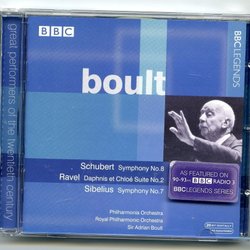 BBC
BBC LEGENDS
boult
great performers of the twentieth century
Schubert Symphony No.8
Ravel Daphnis et Chloé Suite No.2
Sibelius Symphony No.7
AS FEATURED ON
90-93FM BBC RADIO 3
BBC LEGENDS SERIES
Philharmonia Orchestra
Royal Philharmonic Orchestra
Sir Adrian Boult